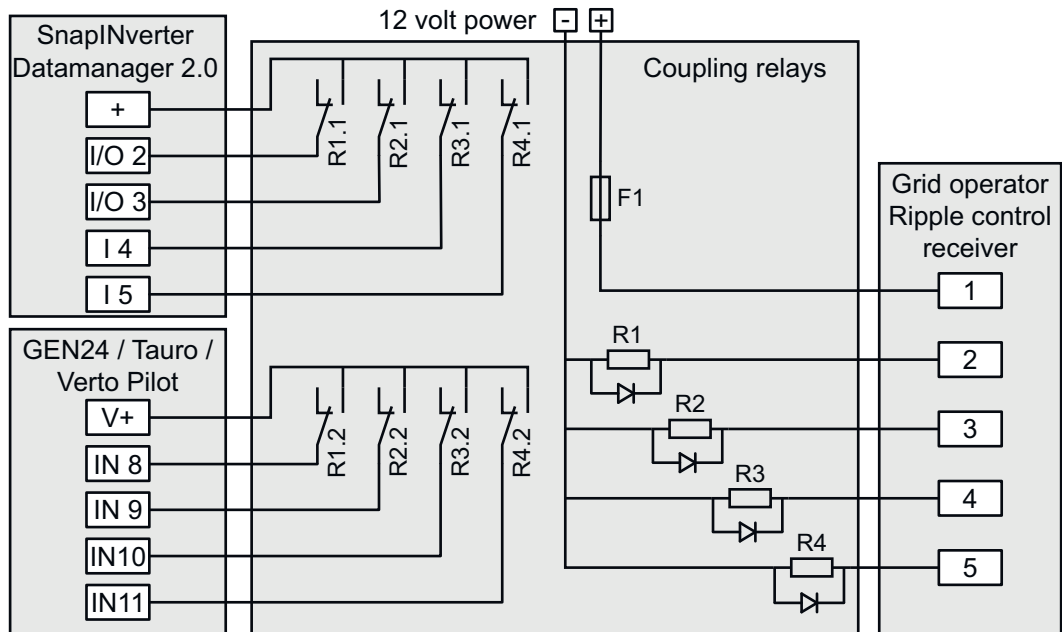 12 volt power - +
SnapINverter
Datamanager 2.0
+
I/O 2
I/O 3
I 4
I 5
R1.1
R2.1
R3.1
R4.1
Coupling relays
F1
GEN24 / Tauro /
Verto Pilot
V+
IN 8
IN 9
IN10
IN11
R1.2
R2.2
R3.2
R4.2
R1
R2
R3
R4
Grid operator
Ripple control
receiver
1
2
3
4
5